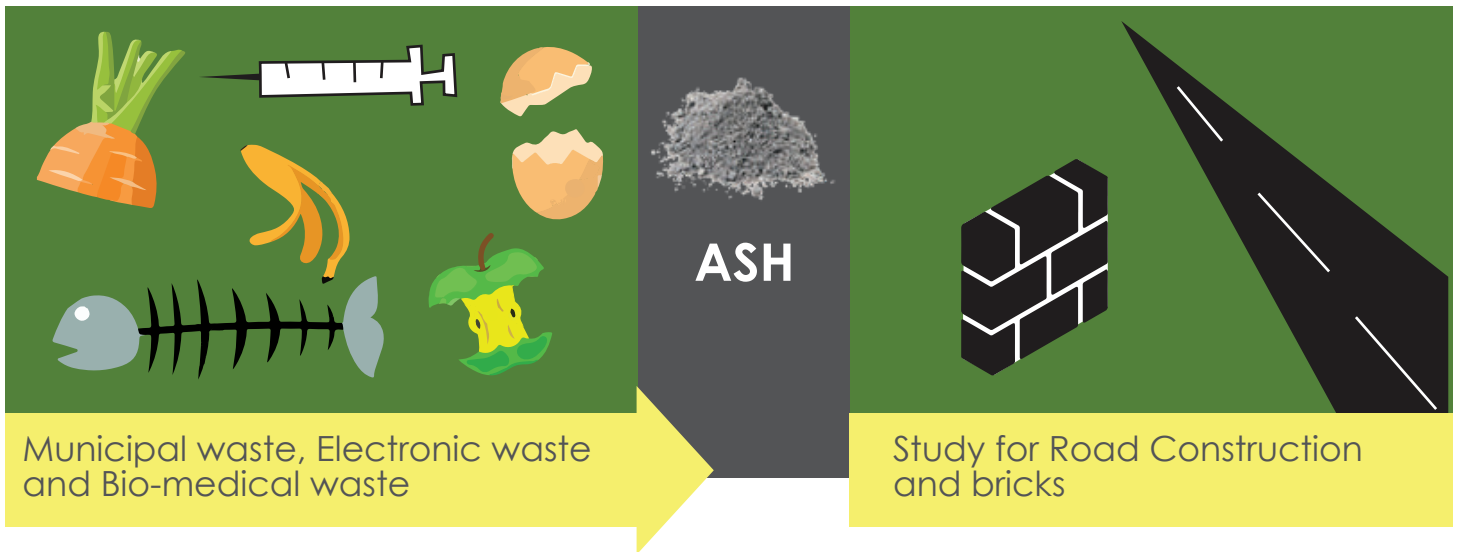 ASH
Municipal waste, Electronic waste
and Bio-medical waste
Study for Road Construction
and bricks